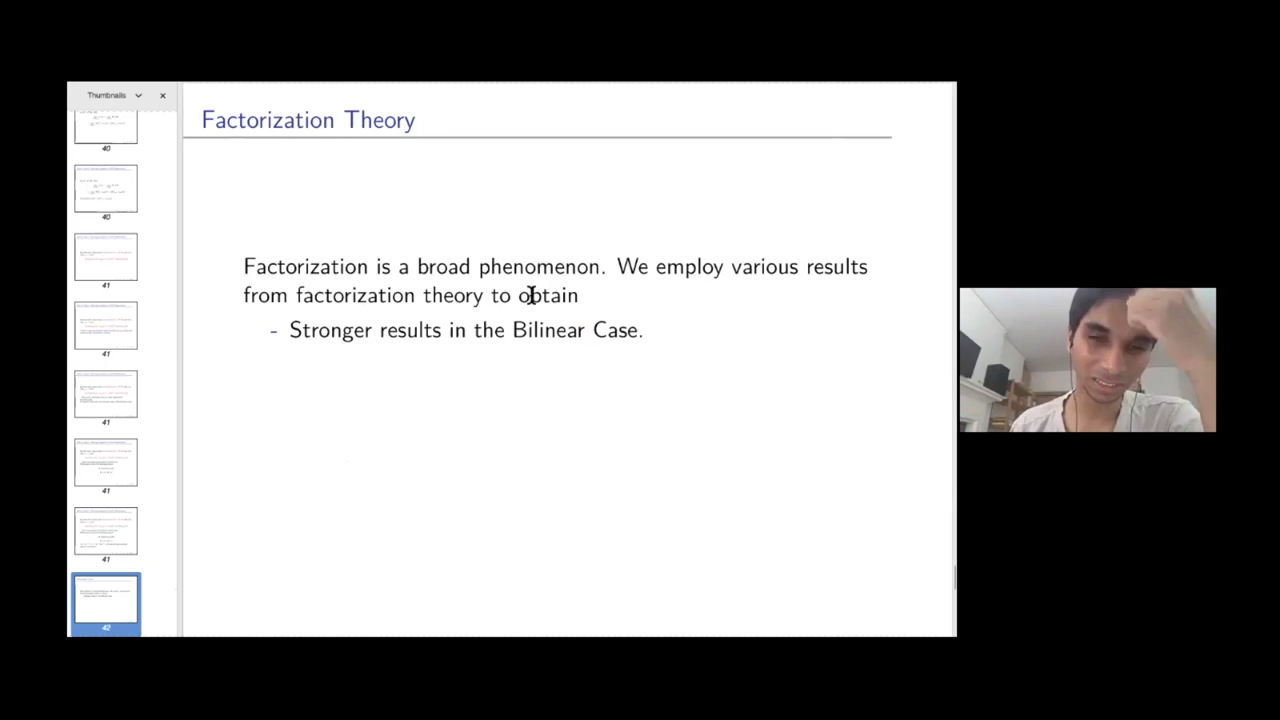 Thumbnails
Factorization Theory
40
40
41
41
41
41
41
42
Factorization is a broad phenomenon. We employ various results
from factorization theory to obtain
- Stronger results in the Bilinear Case.